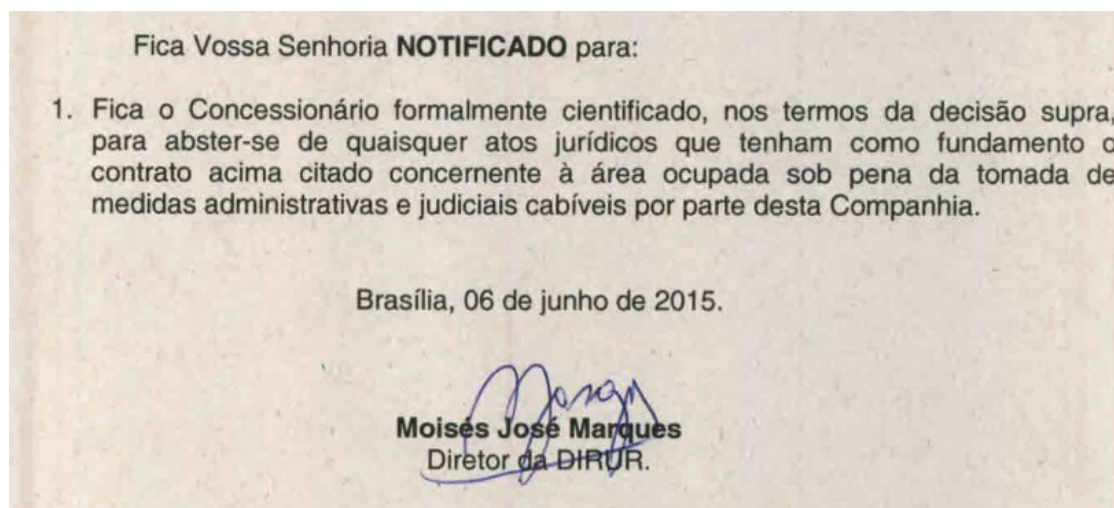 Fica Vossa Senhoria NOTIFICADO para:
1. Fica o Concessionário formalmente cientificado, nos termos da decisão supra,
para abster-se de quaisquer atos jurídicos que tenham como fundamento o
contrato acima citado concernente à área ocupada sob pena da tomada de
medidas administrativas e judiciais cabíveis por parte desta Companhia.
Brasília, 06 de junho de 2015.
Moisés José Marques
Diretor da DIRUR.